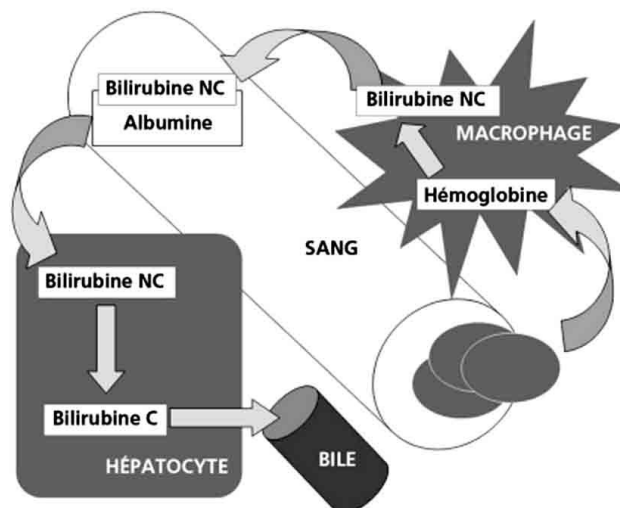 Bilirubine NC
Albumine
Bilirubine NC
MACROPHAGE
Hémoglobine
SANG
Bilirubine NC
Bilirubine C
HÉPATOCYTE
BILE